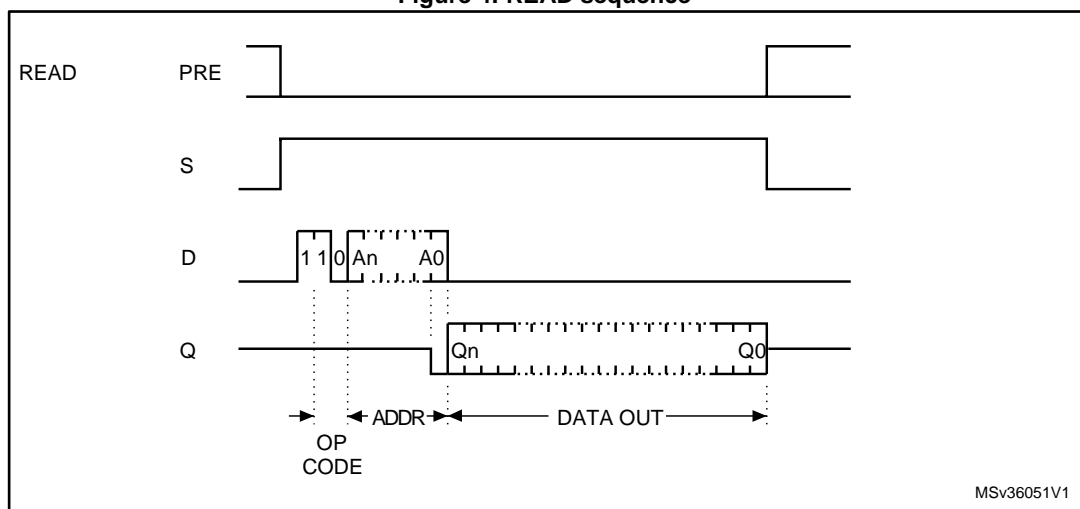 Figure 4. READ sequence
READ PRE
S
D 1 1 0 An A0
Q Qn Q0
ADDR DATA OUT
OP
CODE
MSv36051V1